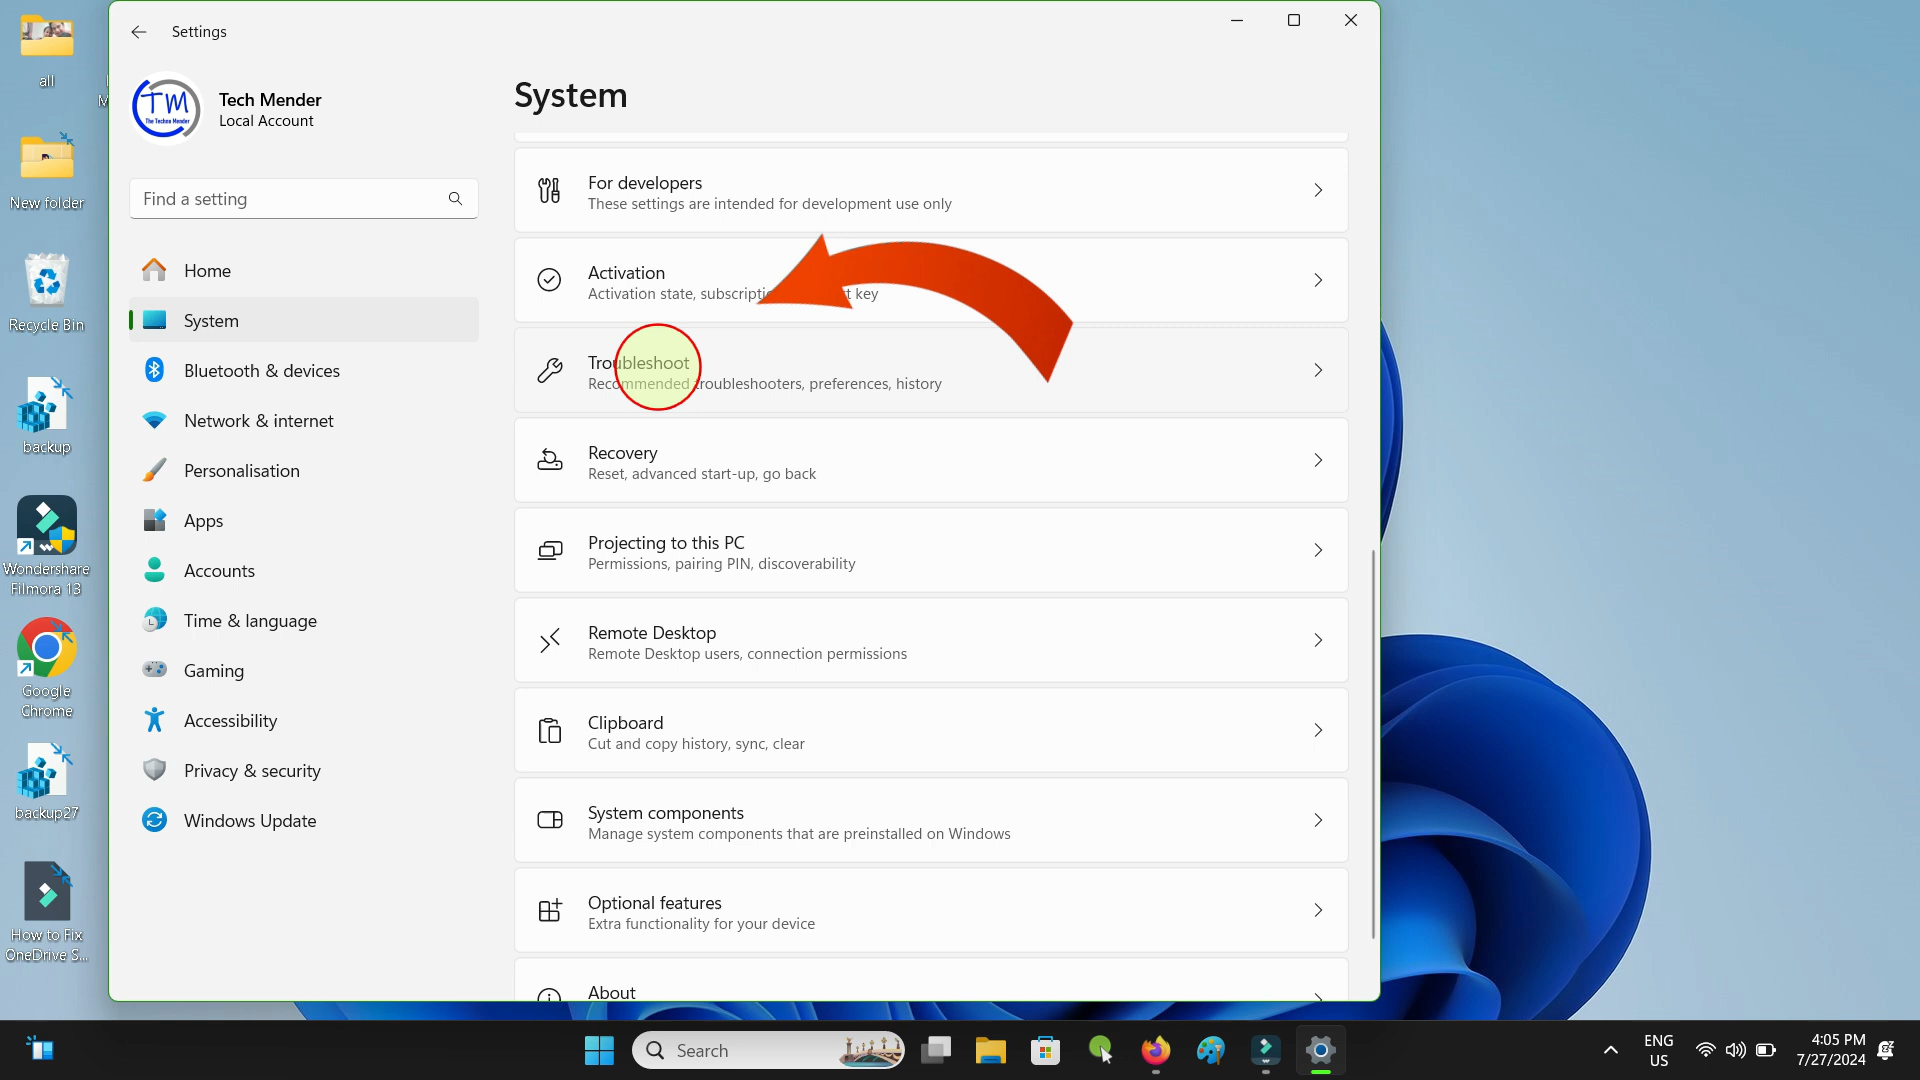 all
New folder
Recycle Bin
backup
Wondershare
Filmora 13
Google
Chrome
backup27
How to Fix
OneDrive S...
Settings
TM
The Techno Mender
Tech Mender
Local Account
Find a setting
Home
System
Bluetooth & devices
Network & internet
Personalisation
Apps
Accounts
Time & language
Gaming
Accessibility
Privacy & security
Windows Update
System
For developers
These settings are intended for development use only
Activation
Activation state, subscripti t key
Troubleshoot
Recommended troubleshooters, preferences, history
Recovery
Reset, advanced start-up, go back
Projecting to this PC
Permissions, pairing PIN, discoverability
Remote Desktop
Remote Desktop users, connection permissions
Clipboard
Cut and copy history, sync, clear
System components
Manage system components that are preinstalled on Windows
Optional features
Extra functionality for your device
About
Search
ENG
US
4:05 PM
7/27/2024